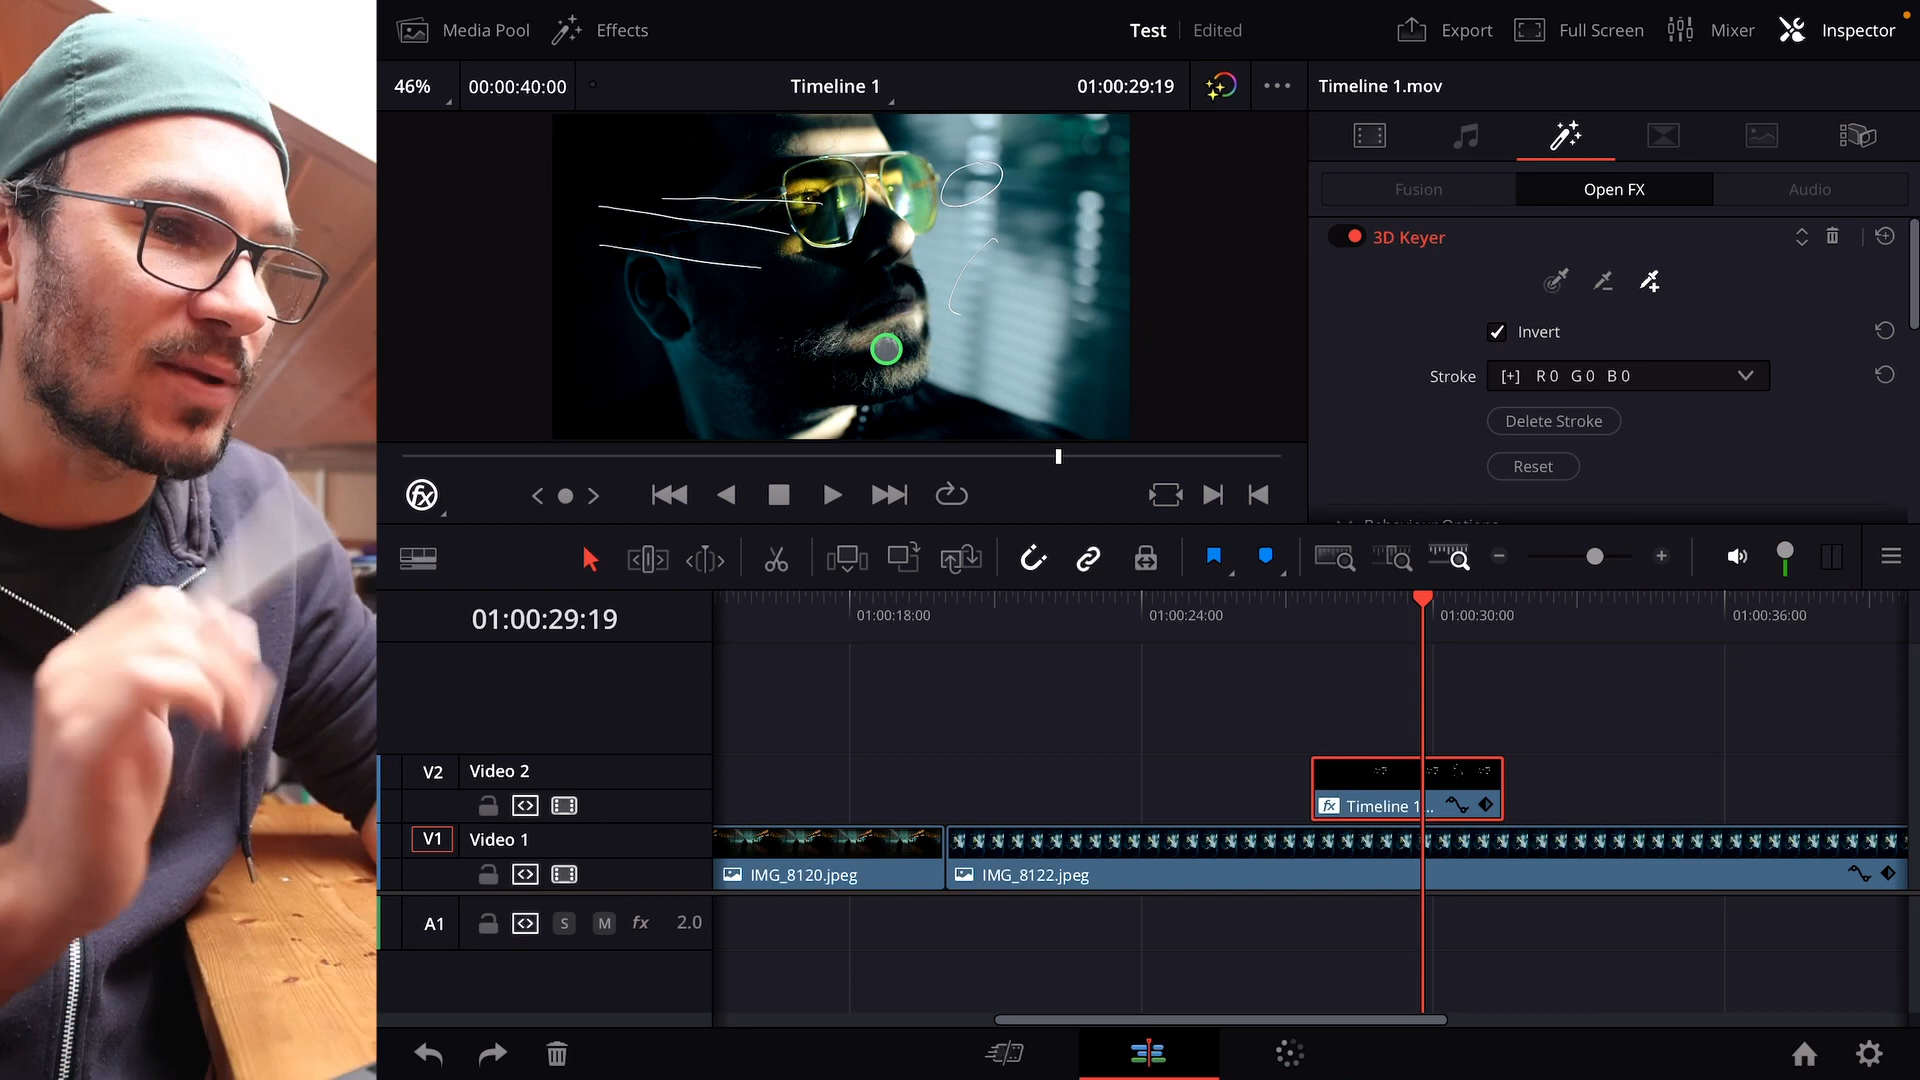 Media Pool Effects Test Edited Export Full Screen Mixer Inspector
46% 00:00:40:00 Timeline 1 01:00:29:19 Timeline 1.mov
Fusion Open FX Audio
3D Keyer
Invert
Stroke [+] R 0 G 0 B 0
Delete Stroke
Reset
Behaviour Options
01:00:29:19 01:00:18:00 01:00:24:00 01:00:30:00 01:00:36:00
V2 Video 2
fx Timeline 1...
V1 Video 1
IMG_8120.jpeg IMG_8122.jpeg
A1 S M fx 2.0